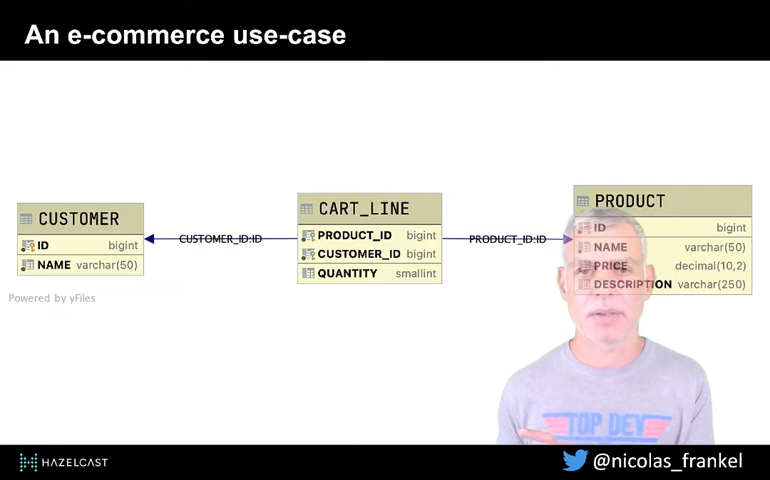 An e-commerce use-case
CUSTOMER
ID bigint
NAME varchar(50)
CUSTOMER_ID:ID
CART_LINE
PRODUCT_ID bigint
CUSTOMER_ID bigint
QUANTITY smallint
PRODUCT_ID:ID
PRODUCT
ID bigint
NAME varchar(50)
PRICE decimal(10,2)
DESCRIPTION varchar(250)
Powered by yFiles
TOP DEV
HAZELCAST
@nicolas_frankel